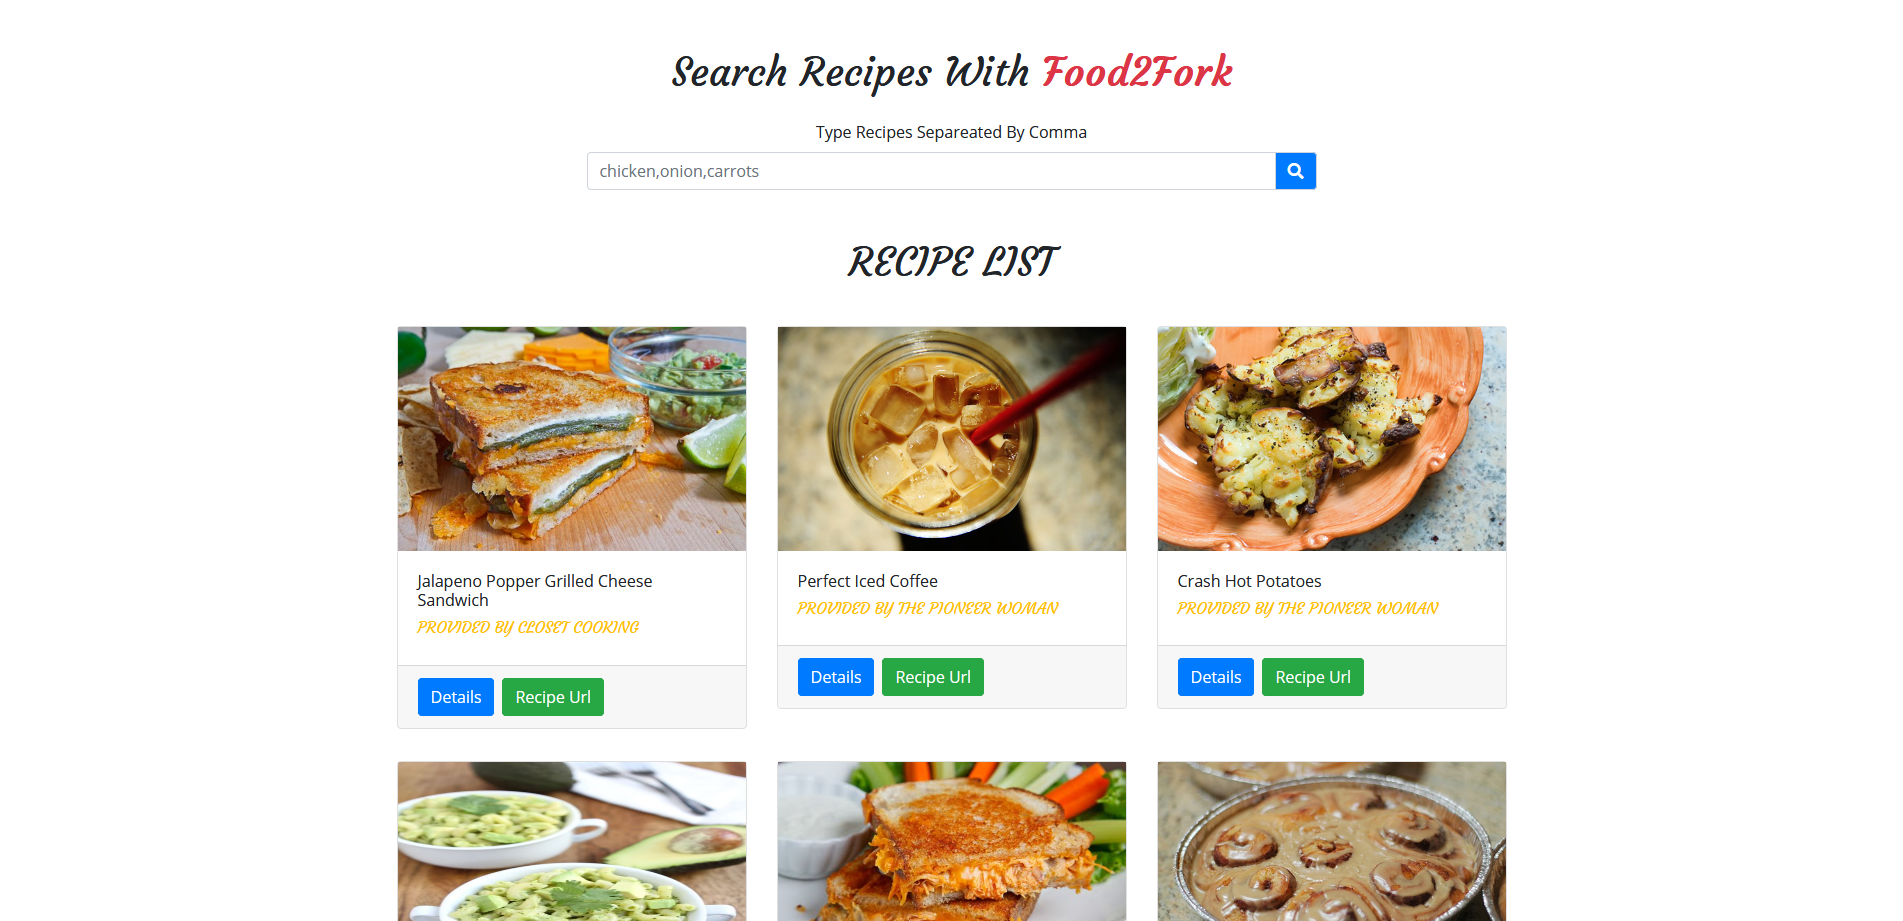 Search Recipes With Food2Fork
Type Recipes Separeated By Comma
chicken,onion,carrots
RECIPE LIST
Jalapeno Popper Grilled Cheese
Sandwich
PROVIDED BY CLOSET COOKING
Details Recipe Url
Perfect Iced Coffee
PROVIDED BY THE PIONEER WOMAN
Details Recipe Url
Crash Hot Potatoes
PROVIDED BY THE PIONEER WOMAN
Details Recipe Url